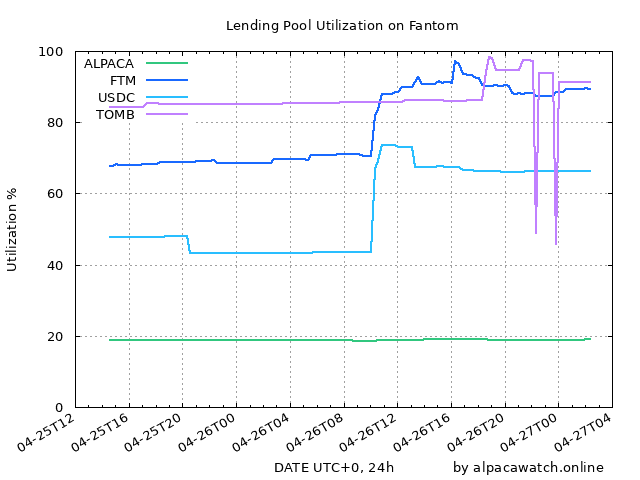 Lending Pool Utilization on Fantom
Utilization %
100
80
60
40
20
0
ALPACA
FTM
USDC
TOMB
04-25T12
04-25T16
04-25T20
04-26T00
04-26T04
04-26T08
04-26T12
04-26T16
04-26T20
04-27T00
04-27T04
DATE UTC+0, 24h
by alpacawatch.online